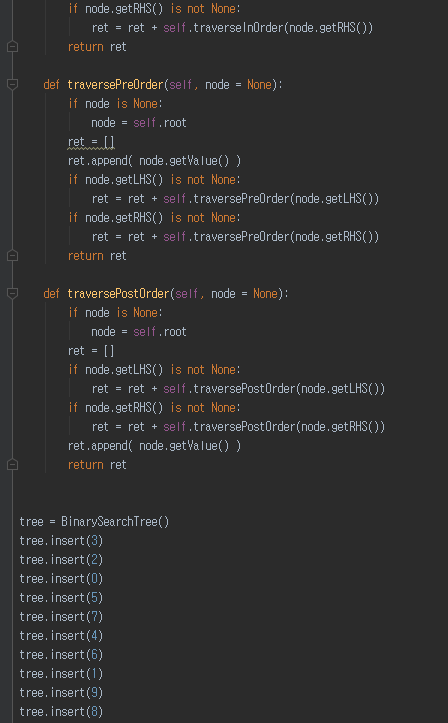 if node.getRHS() is not None:
ret = ret + self.traverseInOrder(node.getRHS())
return ret
def traversePreOrder(self, node = None):
if node is None:
node = self.root
ret = []
ret.append( node.getValue() )
if node.getLHS() is not None:
ret = ret + self.traversePreOrder(node.getLHS())
if node.getRHS() is not None:
ret = ret + self.traversePreOrder(node.getRHS())
return ret
def traversePostOrder(self, node = None):
if node is None:
node = self.root
ret = []
if node.getLHS() is not None:
ret = ret + self.traversePostOrder(node.getLHS())
if node.getRHS() is not None:
ret = ret + self.traversePostOrder(node.getRHS())
ret.append( node.getValue() )
return ret
tree = BinarySearchTree()
tree.insert(3)
tree.insert(2)
tree.insert(0)
tree.insert(5)
tree.insert(7)
tree.insert(4)
tree.insert(6)
tree.insert(1)
tree.insert(9)
tree.insert(8)